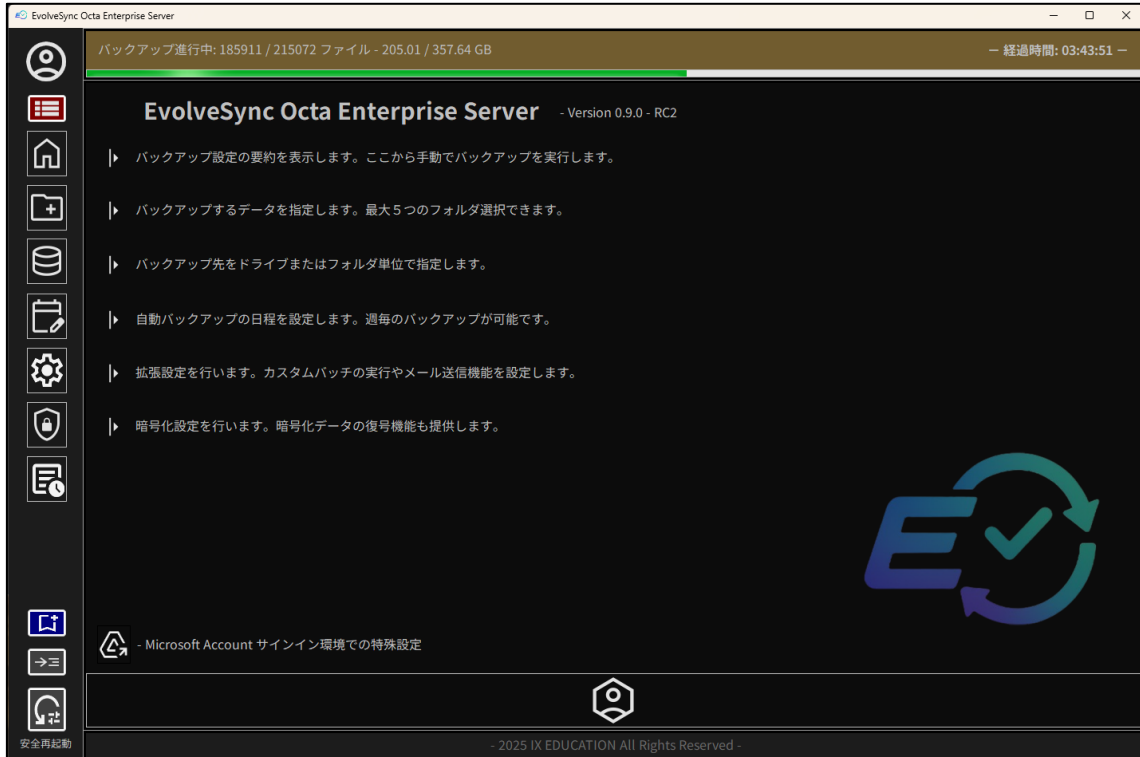 EvolveSync Octa Enterprise Server
バックアップ進行中: 185911 / 215072 ファイル - 205.01 / 357.64 GB
－ 経過時間: 03:43:51 －
EvolveSync Octa Enterprise Server - Version 0.9.0 - RC2
バックアップ設定の要約を表示します。ここから手動でバックアップを実行します。
バックアップするデータを指定します。最大５つのフォルダ選択できます。
バックアップ先をドライブまたはフォルダ単位で指定します。
自動バックアップの日程を設定します。週毎のバックアップが可能です。
拡張設定を行います。カスタムバッチの実行やメール送信機能を設定します。
暗号化設定を行います。暗号化データの復号機能も提供します。
- Microsoft Account サインイン環境での特殊設定
安全再起動
- 2025 IX EDUCATION All Rights Reserved -